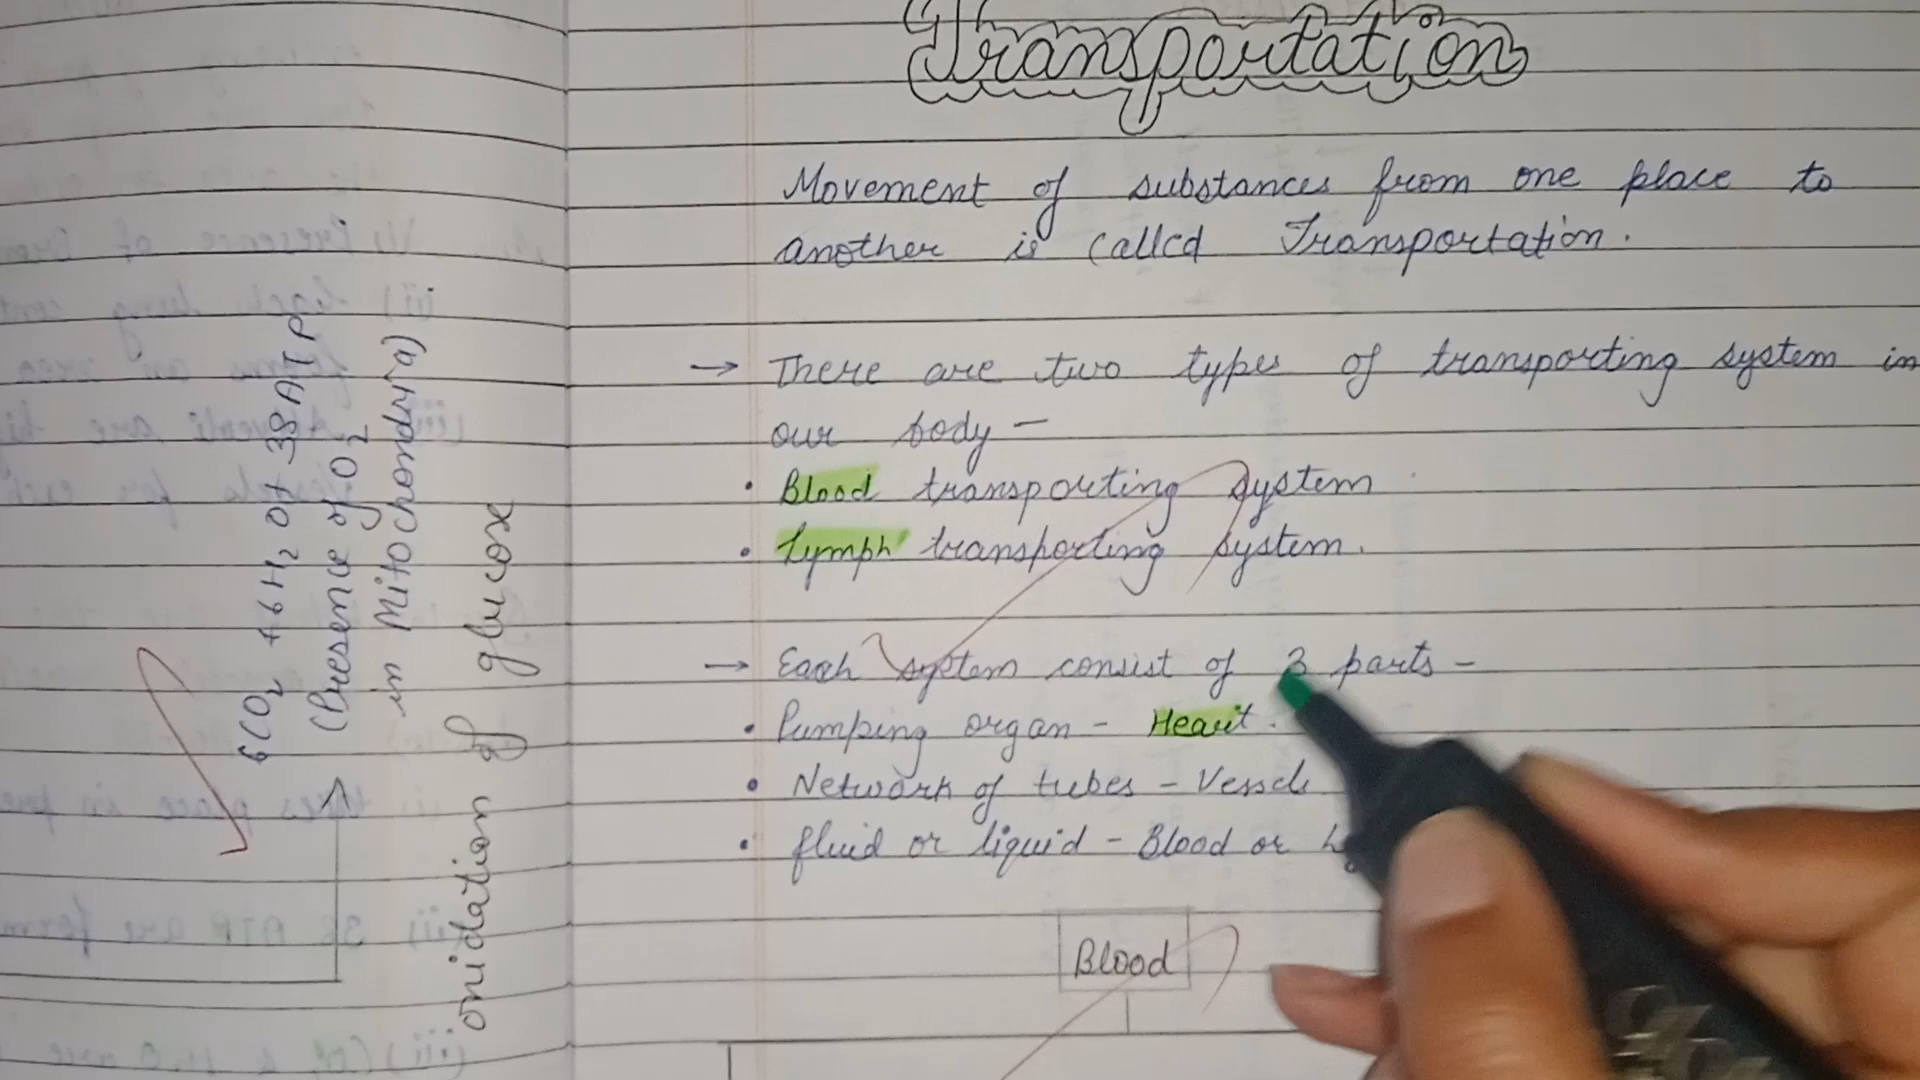 Transportation
Movement of substances from one place to
another is called Transportation.
→ There are two types of transporting system in
our body –
• Blood transporting system
• Lymph transporting system.
→ Each system consist of 3 parts –
• Pumping organ – Heart.
• Network of tubes – Vessels
• fluid or liquid – Blood or
Blood
6CO2 + 6H2O + 38ATP
(Presence of O2
in Mitochondria)
oxidation of glucose